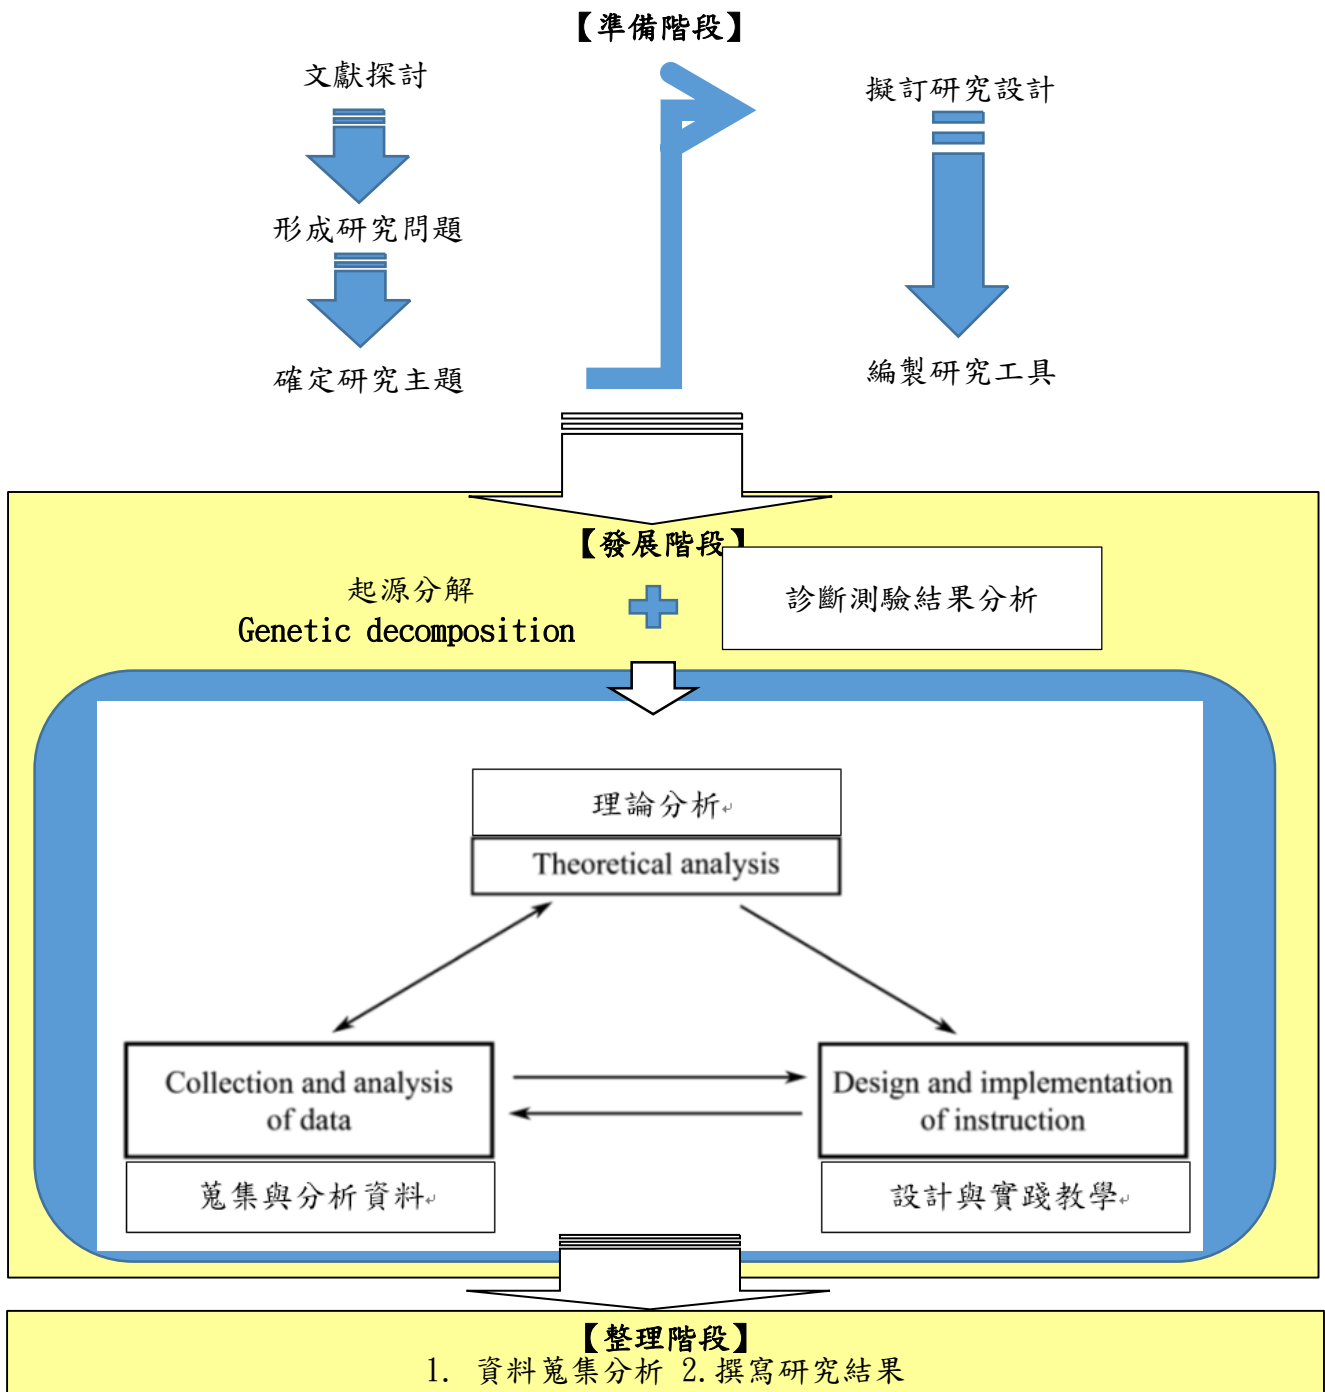 【準備階段】
文獻探討
形成研究問題
確定研究主題
擬訂研究設計
編製研究工具
【發展階段】
起源分解
Genetic decomposition
診斷測驗結果分析
理論分析
Theoretical analysis
Collection and analysis
of data
蒐集與分析資料
Design and implementation
of instruction
設計與實踐教學
【整理階段】
1. 資料蒐集分析 2.撰寫研究結果